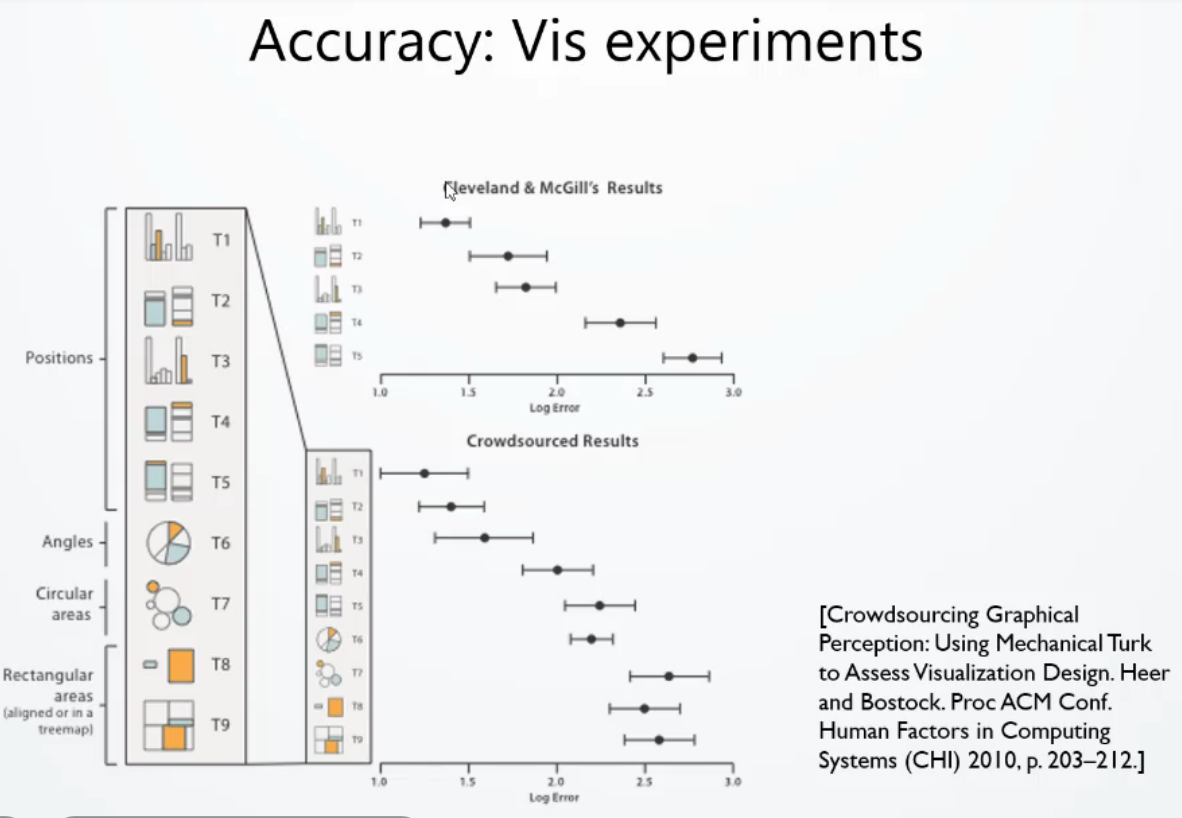 Accuracy: Vis experiments
Cleveland & McGill's Results
T1
T2
T3
T4
T5
1.0 1.5 2.0 2.5 3.0
Log Error
Positions
T1
T2
T3
T4
T5
Angles
T6
Circular
areas
T7
Rectangular
areas
(aligned or in a
treemap)
T8
T9
Crowdsourced Results
T1
T2
T3
T4
T5
T6
T7
T8
T9
1.0 1.5 2.0 2.5 3.0
Log Error
[Crowdsourcing Graphical
Perception: Using Mechanical Turk
to Assess Visualization Design. Heer
and Bostock. Proc ACM Conf.
Human Factors in Computing
Systems (CHI) 2010, p. 203–212.]